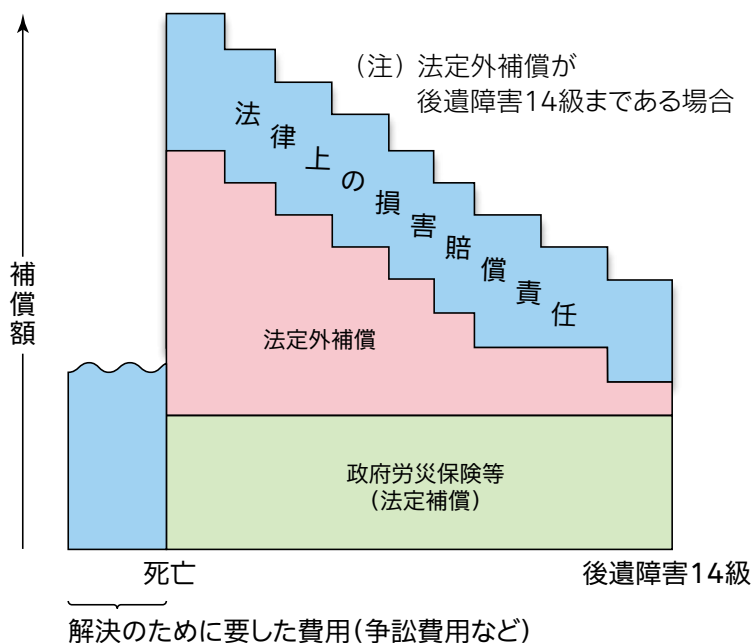 (注) 法定外補償が
後遺障害14級まである場合
法律上の損害賠償責任
補償額
法定外補償
政府労災保険等
(法定補償)
死亡
後遺障害14級
解決のために要した費用(争訟費用など)